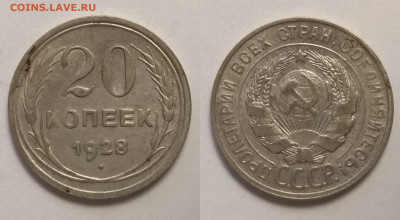 COINS.LAVE.RU
20
КОПЕЕК
1928
ПРОЛЕТАРИИ ВСЕХ СТРАН, СОЕДИНЯЙТЕСЬ!
СССР